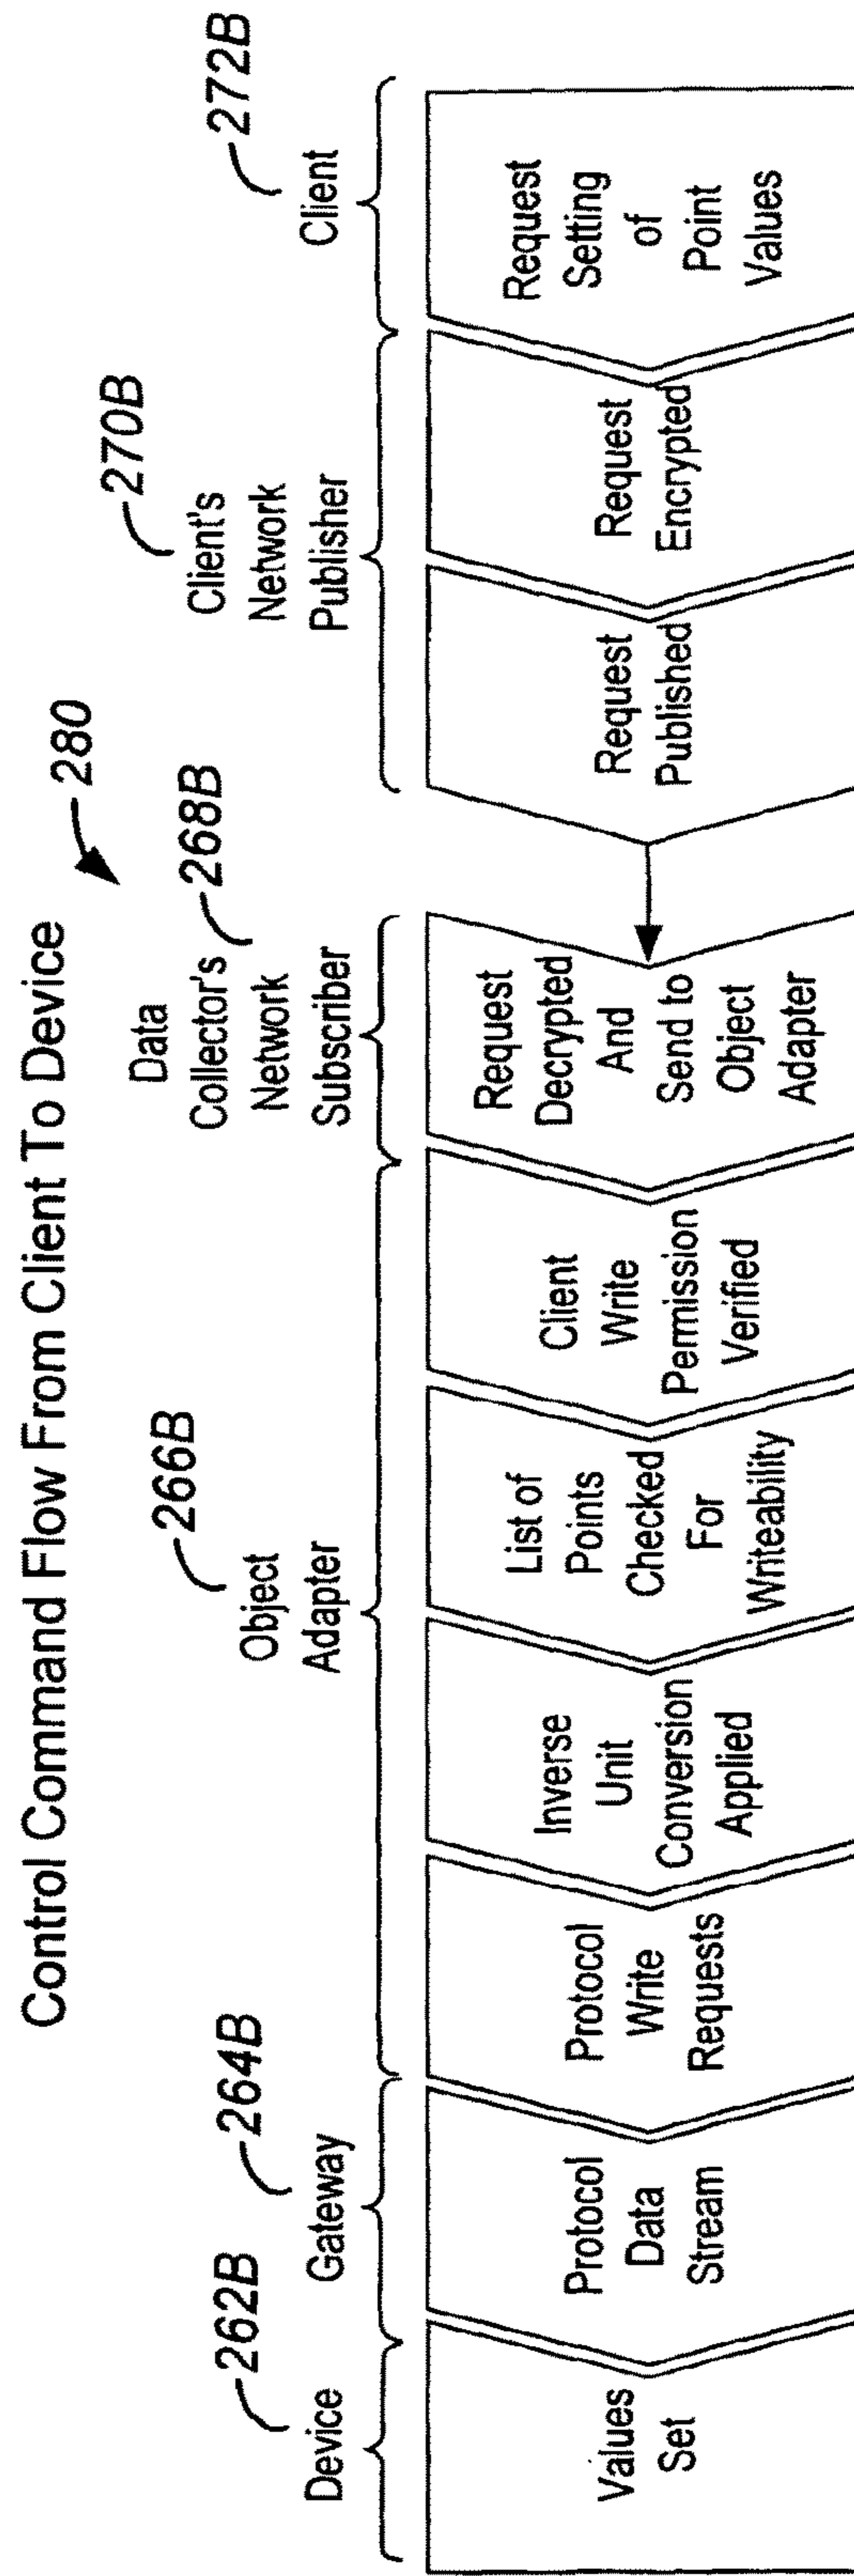 Control Command Flow From Client To Device
280
Device
262B
Gateway
264B
Object
Adapter
266B
Data
Collector's
Network
Subscriber
268B
Client's
Network
Publisher
270B
Client
272B
Values
Set
Protocol
Data
Stream
Protocol
Write
Requests
Inverse
Unit
Conversion
Applied
List of
Points
Checked
For
Writeability
Client
Write
Permission
Verified
Request
Decrypted
And
Send to
Object
Adapter
Request
Published
Request
Encrypted
Request
Setting
of
Point
Values